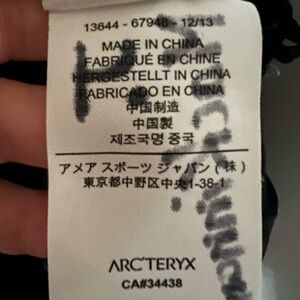 13644 - 67948 - 12/13
MADE IN CHINA
FABRIQUÉ EN CHINE
HERGESTELLT IN CHINA
FABRICADO EN CHINA
中国制造
中国製
제조국명 중국
アメア スポーツ ジャパン ( 株 )
東京都中野区中央1-38-1
ARC'TERYX
CA#34438